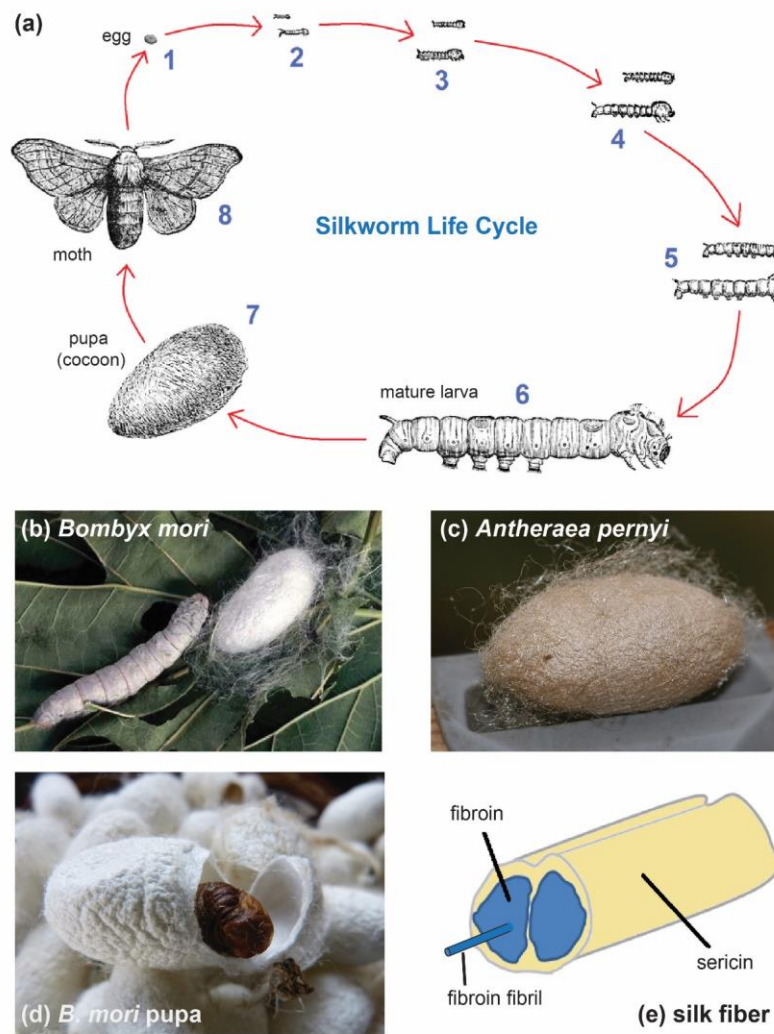 (a)
egg
1
2
3
4
5
Silkworm Life Cycle
8
moth
7
pupa
(cocoon)
6
mature larva
(b) Bombyx mori
(c) Antheraea pernyi
(d) B. mori pupa
fibroin
sericin
fibroin fibril
(e) silk fiber